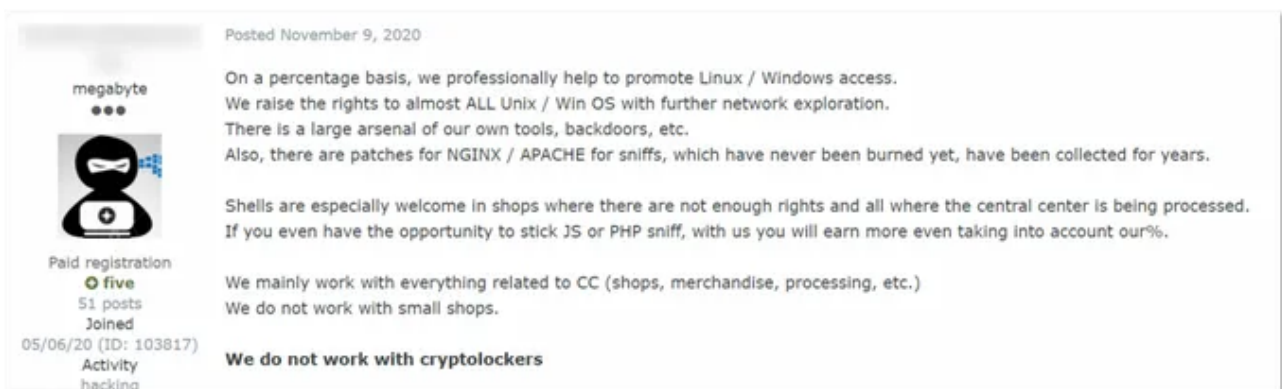 Posted November 9, 2020
megabyte
On a percentage basis, we professionally help to promote Linux / Windows access.
We raise the rights to almost ALL Unix / Win OS with further network exploration.
There is a large arsenal of our own tools, backdoors, etc.
Also, there are patches for NGINX / APACHE for sniffs, which have never been burned yet, have been collected for years.
Shells are especially welcome in shops where there are not enough rights and all where the central center is being processed.
If you even have the opportunity to stick JS or PHP sniff, with us you will earn more even taking into account our%.
We mainly work with everything related to CC (shops, merchandise, processing, etc.)
We do not work with small shops.
We do not work with cryptolockers
Paid registration
five
51 posts
Joined
05/06/20 (ID: 103817)
Activity
hacking